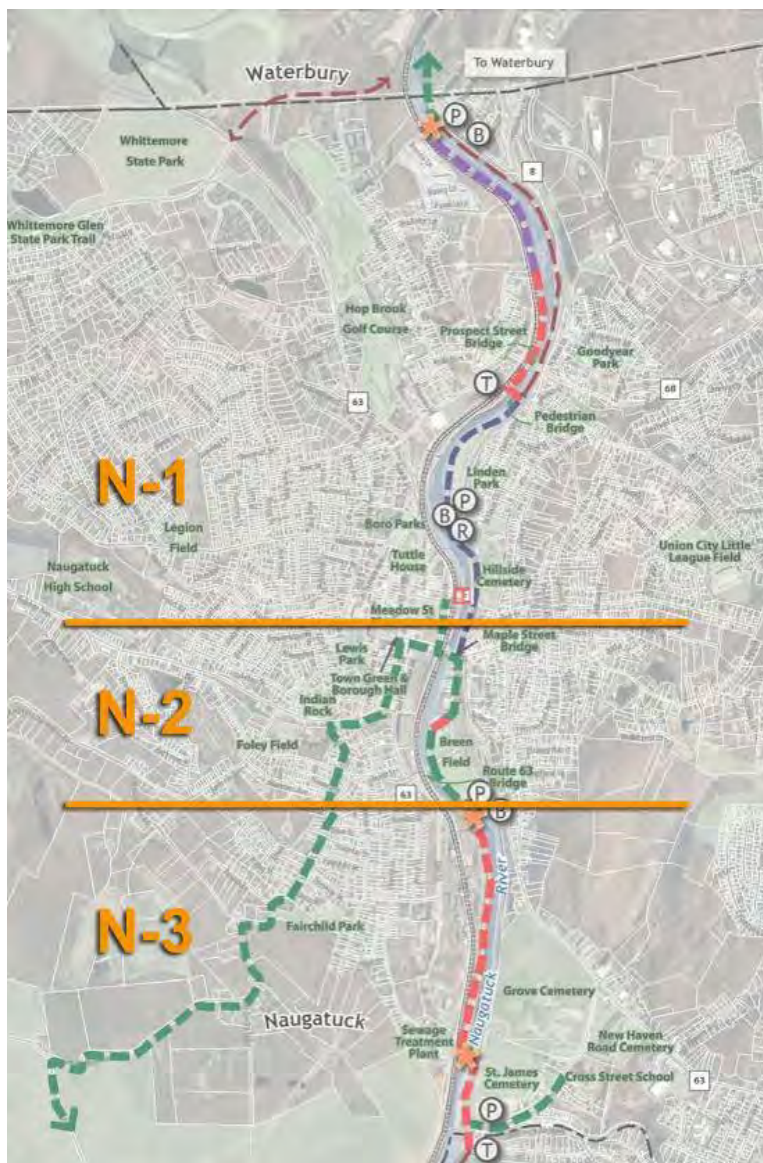 To Waterbury
Waterbury
P
B
Whittemore
State Park
8
Whittemore Glen
State Park Trail
Hop Brook
Golf Course
Prospect Street
Bridge
Goodyear
Park
T
63
68
Pedestrian
Bridge
N-1
Linden
Park
P
B
R
Boro Parks
Legion
Field
Union City Little
League Field
Tuttle
House
Naugatuck
High School
Hillside
Cemetery
Meadow St
Maple Street
Bridge
Lewis
Park
Town Green &
Borough Hall
N-2
Indian
Rock
Foley Field
Breen
Field
Route 63
Bridge
63
P
B
River
N-3
Fairchild Park
Grove Cemetery
Naugatuck
Naugatuck
Sewage
Treatment
Plant
New Haven
Road Cemetery
St. James
Cemetery
Cross Street School
63
P
T